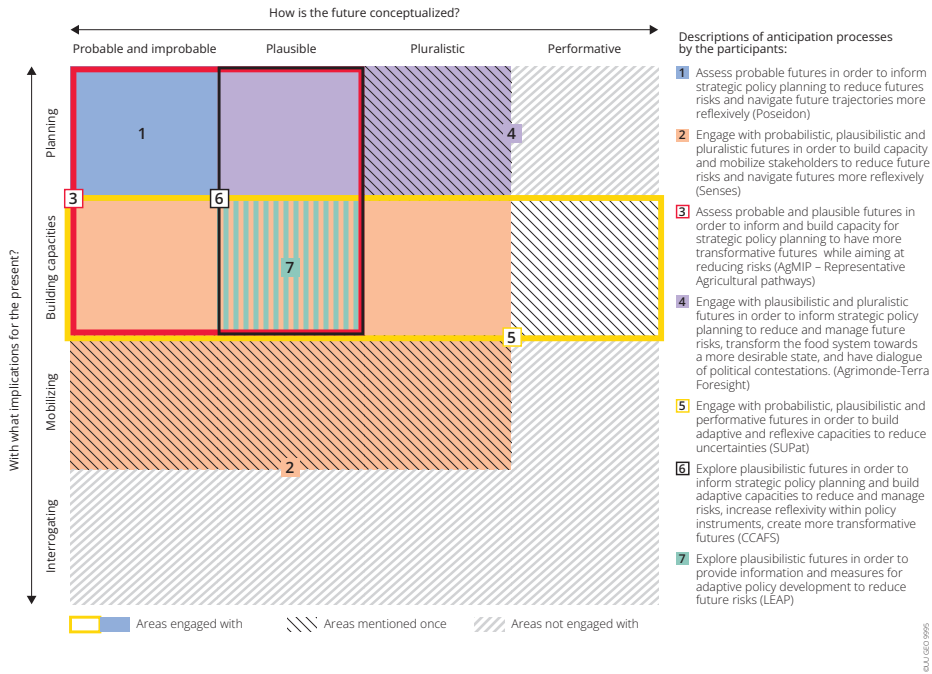 How is the future conceptualized?
Probable and improbable
Plausible
Pluralistic
Performative
With what implications for the present?
Planning
Building capacities
Mobilizing
Interrogating
1
4
3
6
7
5
2
Areas engaged with
Areas mentioned once
Areas not engaged with
Descriptions of anticipation processes
by the participants:
1 Assess probable futures in order to inform
strategic policy planning to reduce futures
risks and navigate future trajectories more
reflexively (Poseidon)
2 Engage with probabilistic, plausibilistic and
pluralistic futures in order to build capacity
and mobilize stakeholders to reduce future
risks and navigate futures more reflexively
(Senses)
3 Assess probable and plausible futures in
order to inform and build capacity for
strategic policy planning to have more
transformative futures while aiming at
reducing risks (AgMIP – Representative
Agricultural pathways)
4 Engage with plausibilistic and pluralistic
futures in order to inform strategic policy
planning to reduce and manage future
risks, transform the food system towards
a more desirable state, and have dialogue
of political contestations. (Agrimonde-Terra
Foresight)
5 Engage with probabilistic, plausibilistic and
performative futures in order to build
adaptive and reflexive capacities to reduce
uncertainties (SUPat)
6 Explore plausibilistic futures in order to
inform strategic policy planning and build
adaptive capacities to reduce and manage
risks, increase reflexivity within policy
instruments, create more transformative
futures (CCAFS)
7 Explore plausibilistic futures in order to
provide information and measures for
adaptive policy development to reduce
future risks (LEAP)
©UU GEO 9995